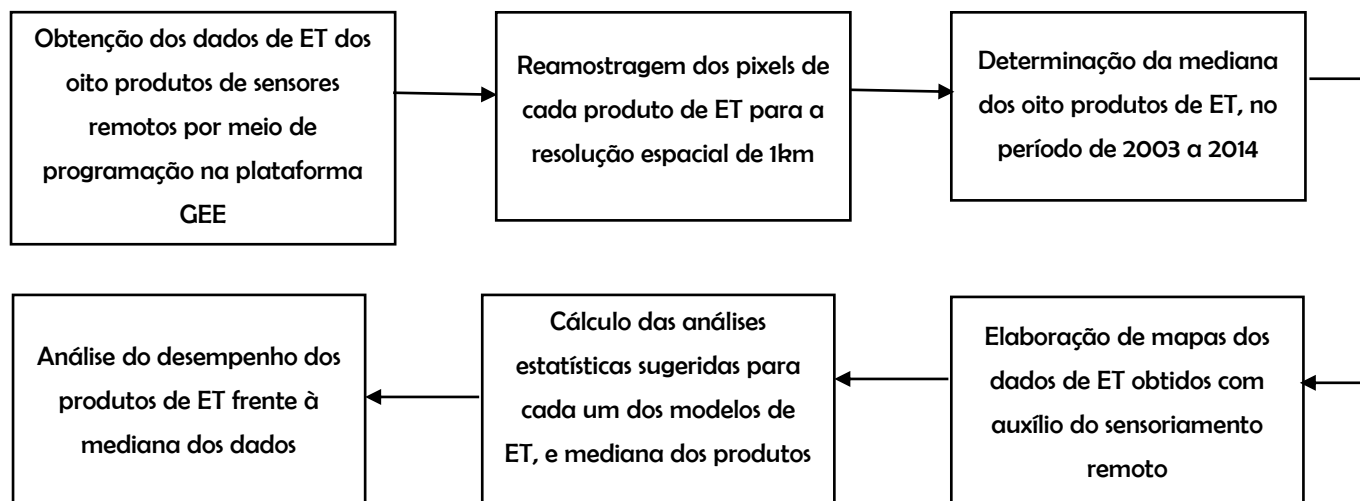 Obtenção dos dados de ET dos
oito produtos de sensores
remotos por meio de
programação na plataforma
GEE
Reamostragem dos pixels de
cada produto de ET para a
resolução espacial de 1km
Determinação da mediana
dos oito produtos de ET, no
período de 2003 a 2014
Elaboração de mapas dos
dados de ET obtidos com
auxílio do sensoriamento
remoto
Cálculo das análises
estatísticas sugeridas para
cada um dos modelos de
ET, e mediana dos produtos
Análise do desempenho dos
produtos de ET frente à
mediana dos dados